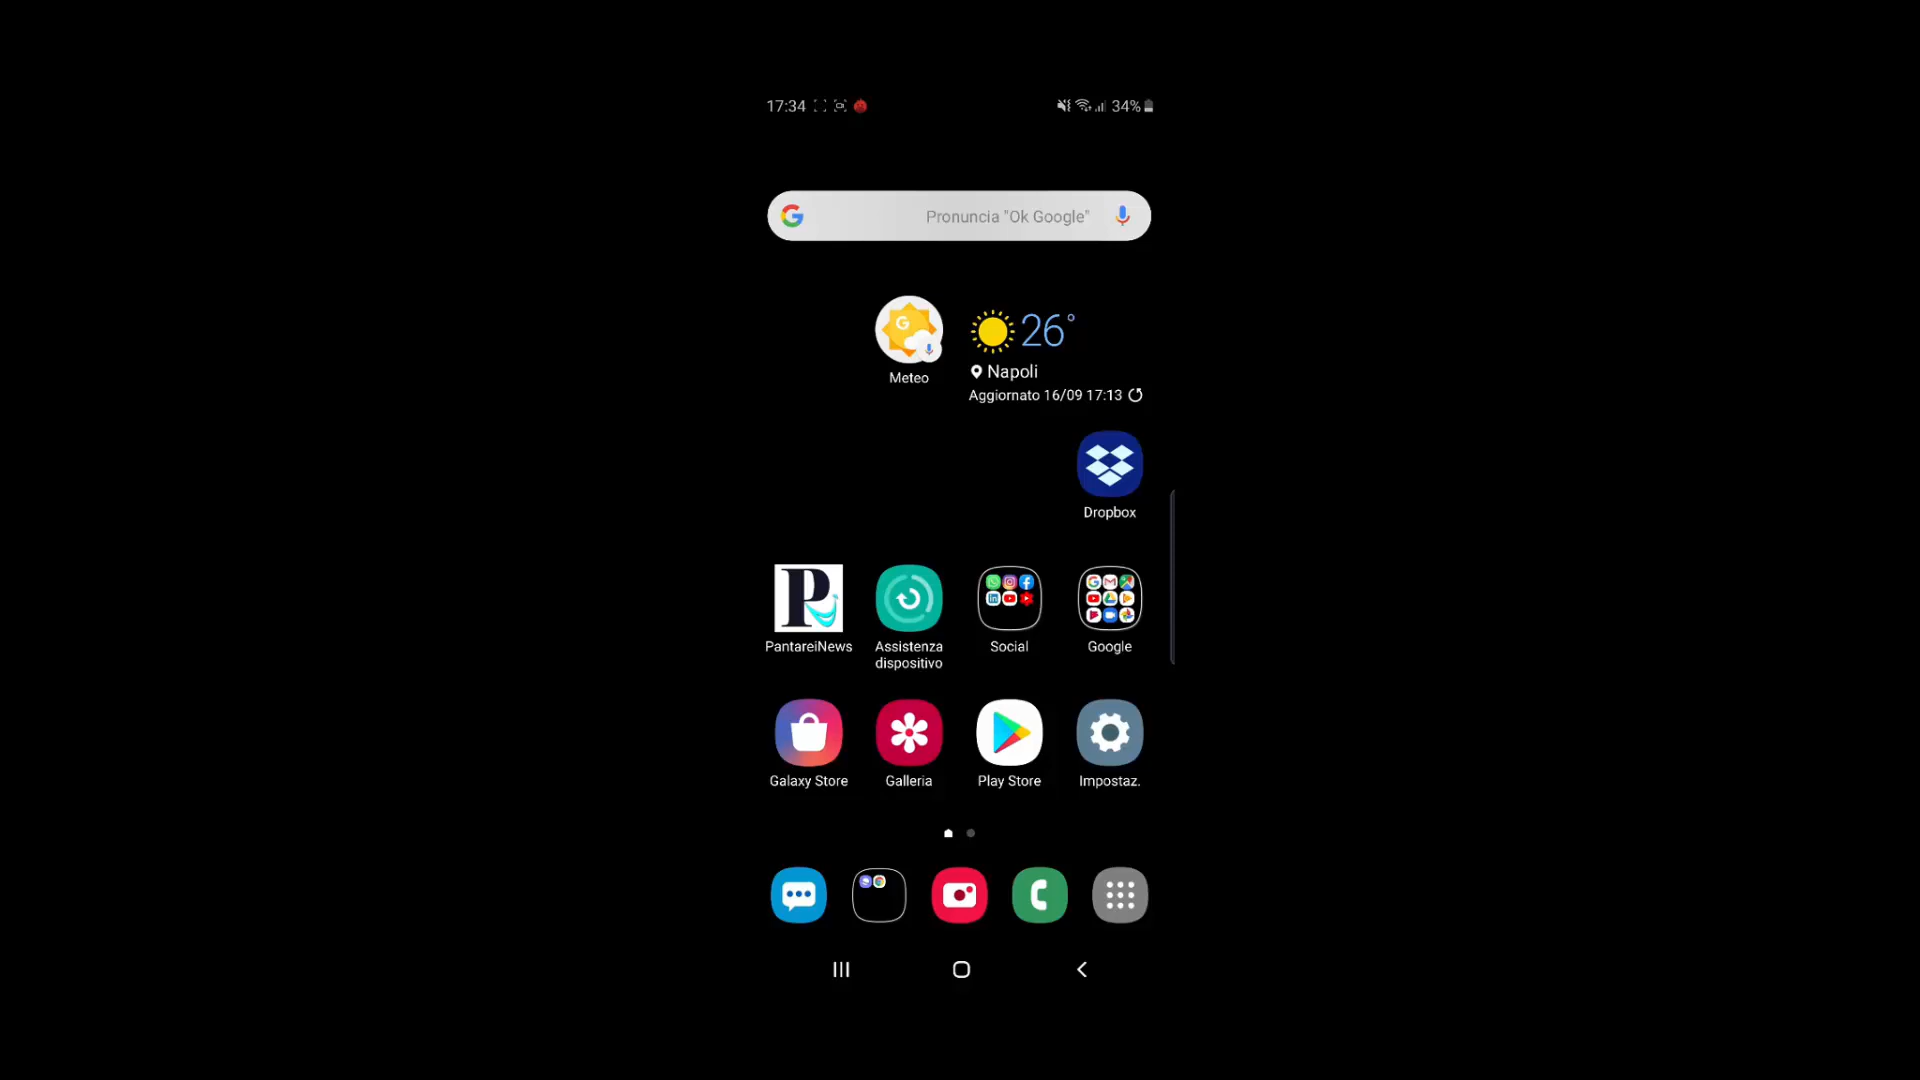 17:34
34%
Pronuncia "Ok Google"
26°
Meteo
Napoli
Aggiornato 16/09 17:13
Dropbox
PantareiNews
Assistenza
dispositivo
Social
Google
Galaxy Store
Galleria
Play Store
Impostaz.